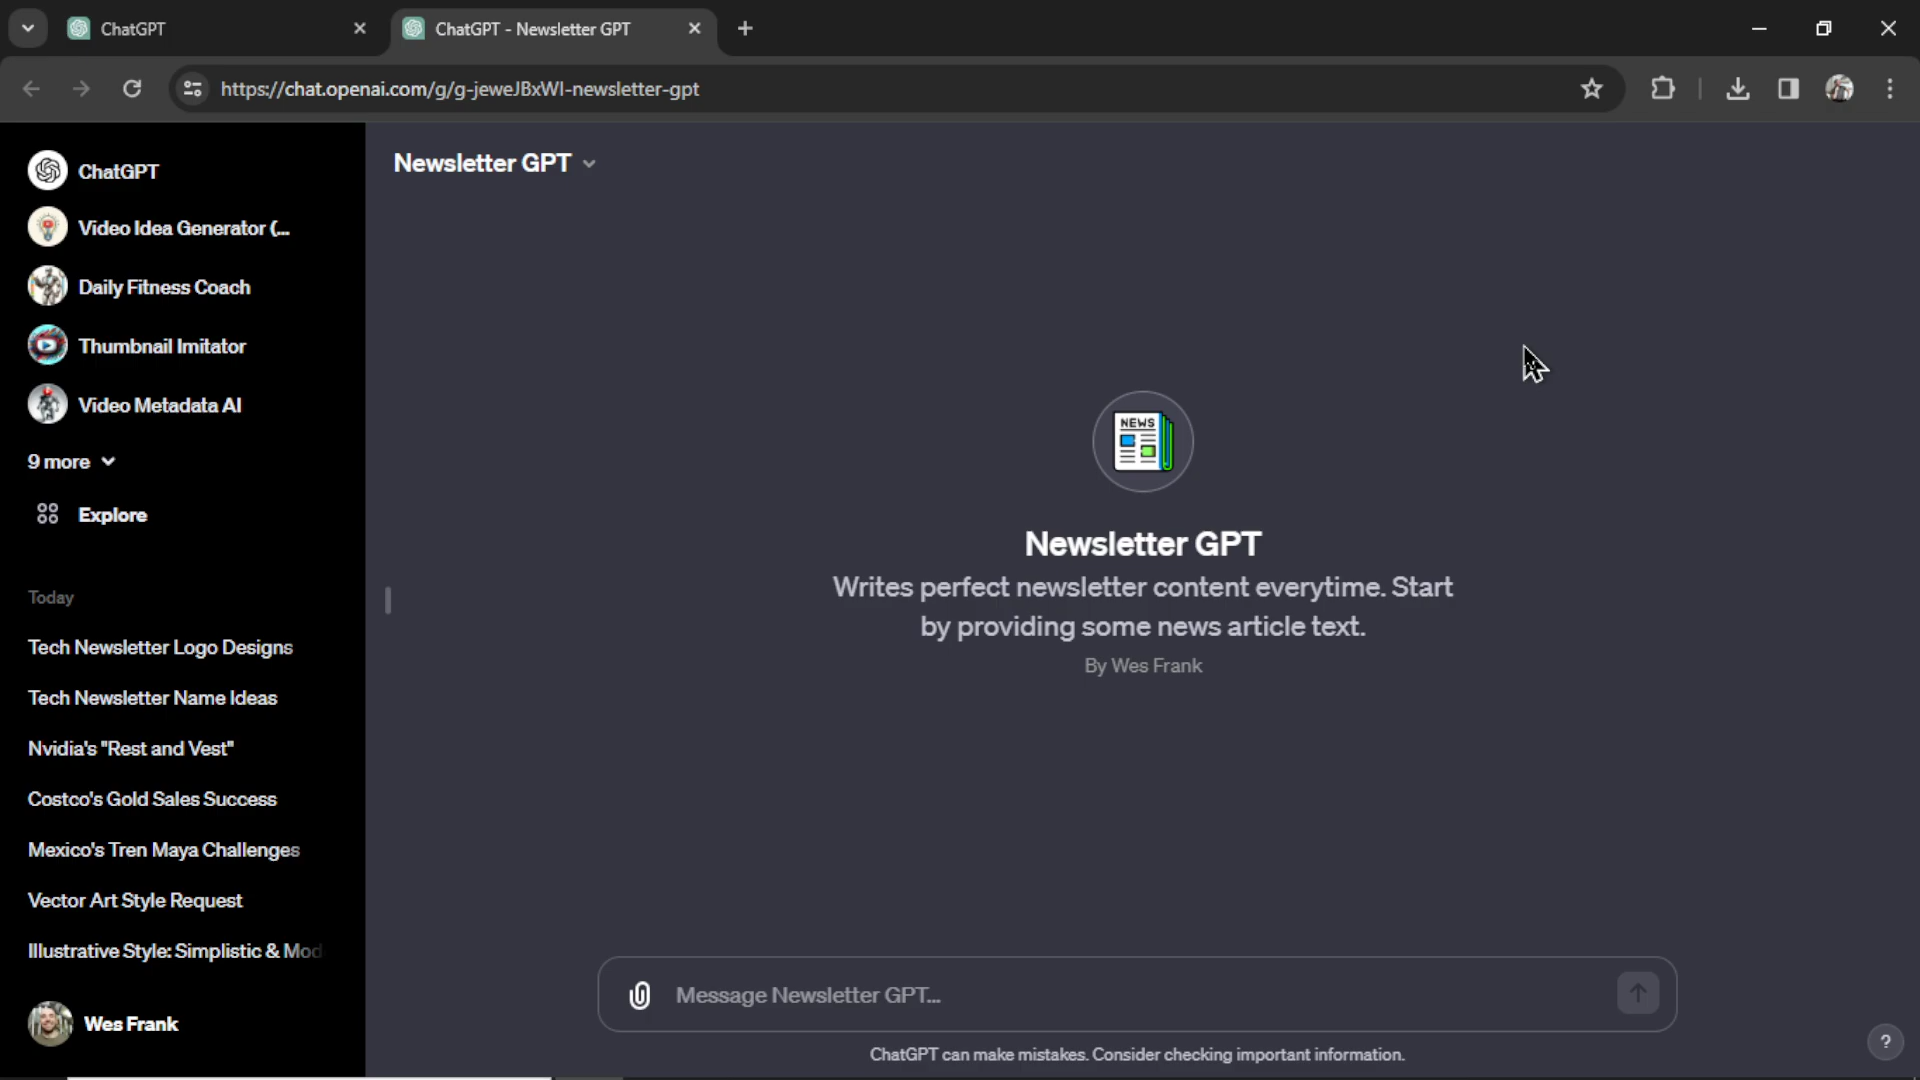 ChatGPT
ChatGPT - Newsletter GPT
https://chat.openai.com/g/g-jeweJBxWI-newsletter-gpt
ChatGPT
Video Idea Generator (...
Daily Fitness Coach
Thumbnail Imitator
Video Metadata AI
9 more
Explore
Today
Tech Newsletter Logo Designs
Tech Newsletter Name Ideas
Nvidia's "Rest and Vest"
Costco's Gold Sales Success
Mexico's Tren Maya Challenges
Vector Art Style Request
Illustrative Style: Simplistic & Mod
Wes Frank
Newsletter GPT
NEWS
Newsletter GPT
Writes perfect newsletter content everytime. Start
by providing some news article text.
By Wes Frank
Message Newsletter GPT...
ChatGPT can make mistakes. Consider checking important information.
?